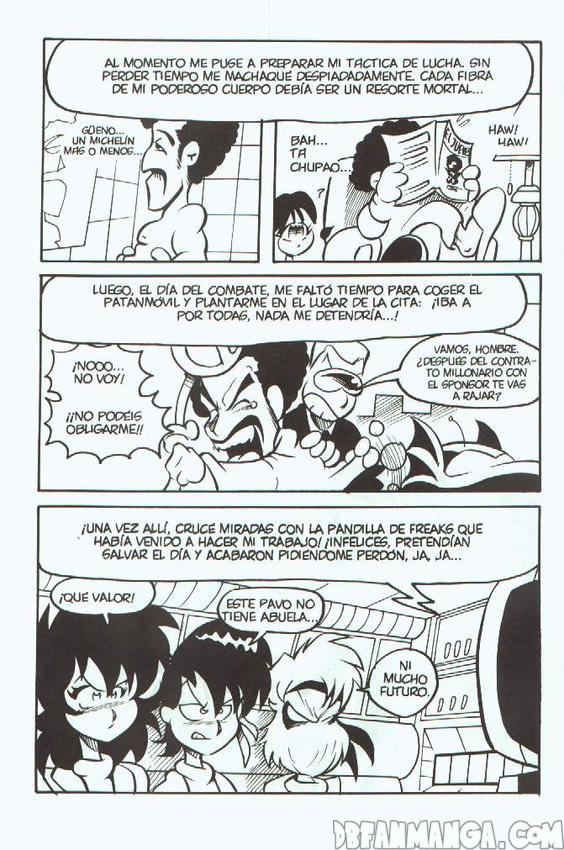 AL MOMENTO ME PUSE A PREPARAR MI TÁCTICA DE LUCHA. SIN
PERDER TIEMPO ME MACHAQUÉ DESPIADADAMENTE. CADA FIBRA
DE MI PODEROSO CUERPO DEBÍA SER UN RESORTE MORTAL...
GÜENO...
UN MICHELÍN
MAS O MENOS...
BAH...
TA
CHUPAO...
?
HAW!
HAW!
LUEGO, EL DÍA DEL COMBATE, ME FALTÓ TIEMPO PARA COGER EL
PATANMÓVIL Y PLANTARME EN EL LUGAR DE LA CITA: ¡IBA A
POR TODAS, NADA ME DETENDRÍA...!
¡NOOO...
NO VOY!
¡¡NO PODÉIS
OBLIGARME!!
VAMOS, HOMBRE.
¿DESPUÉS DEL CONTRA-
TO MILLONARIO
CON EL SPONSOR TE VAS
A RAJAR?
¡UNA VEZ ALLÍ, CRUCE MIRADAS CON LA PANDILLA DE FREAKS QUE
HABÍA VENIDO A HACER MI TRABAJO! ¡INFELICES, PRETENDÍAN
SALVAR EL DÍA Y ACABARON PIDIÉNDOME PERDÓN, JA, JA...
¡QUÉ VALOR!
ESTE PAVO NO
TIENE ABUELA...
NI
MUCHO
FUTURO.
DBFANMANGA.COM